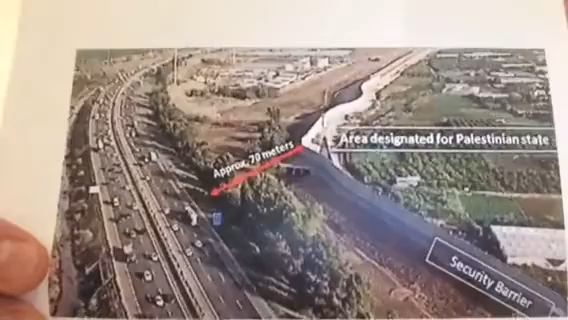 Area designated for Palestinian state
Approx. 70 meters
Security Barrier